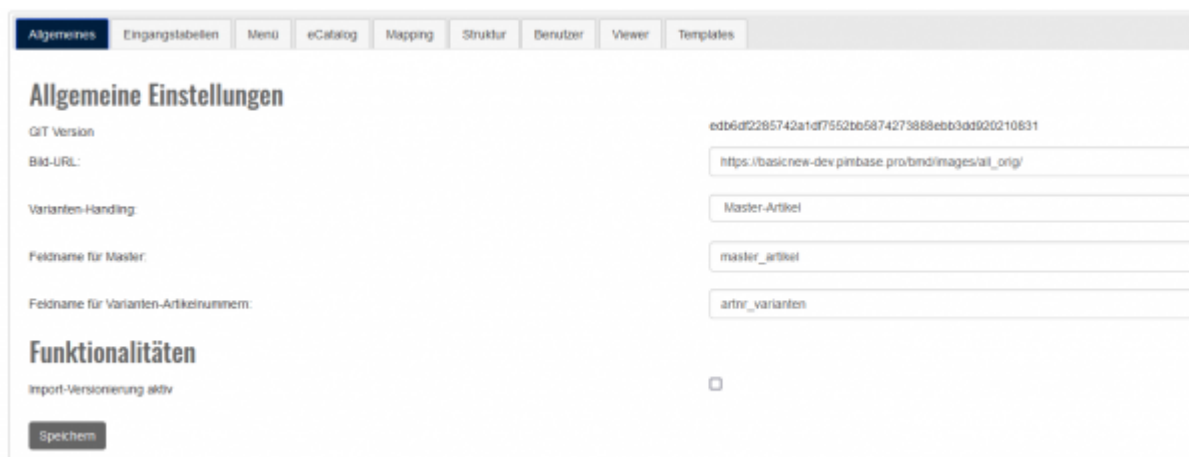 Allgemeines Eingangstabellen Menü eCatalog Mapping Struktur Benutzer Viewer Templates
Allgemeine Einstellungen
GIT Version edb6df2285742a1df7552bb5874273888ebb3dd920210831
Bild-URL: https://basicnew-dev.pimbase.pro/bmd/images/all_orig/
Varianten-Handling: Master-Artikel
Feldname für Master: master_artikel
Feldname für Varianten-Artikelnummern: artnr_varianten
Funktionalitäten
Import-Versionierung aktiv
Speichern